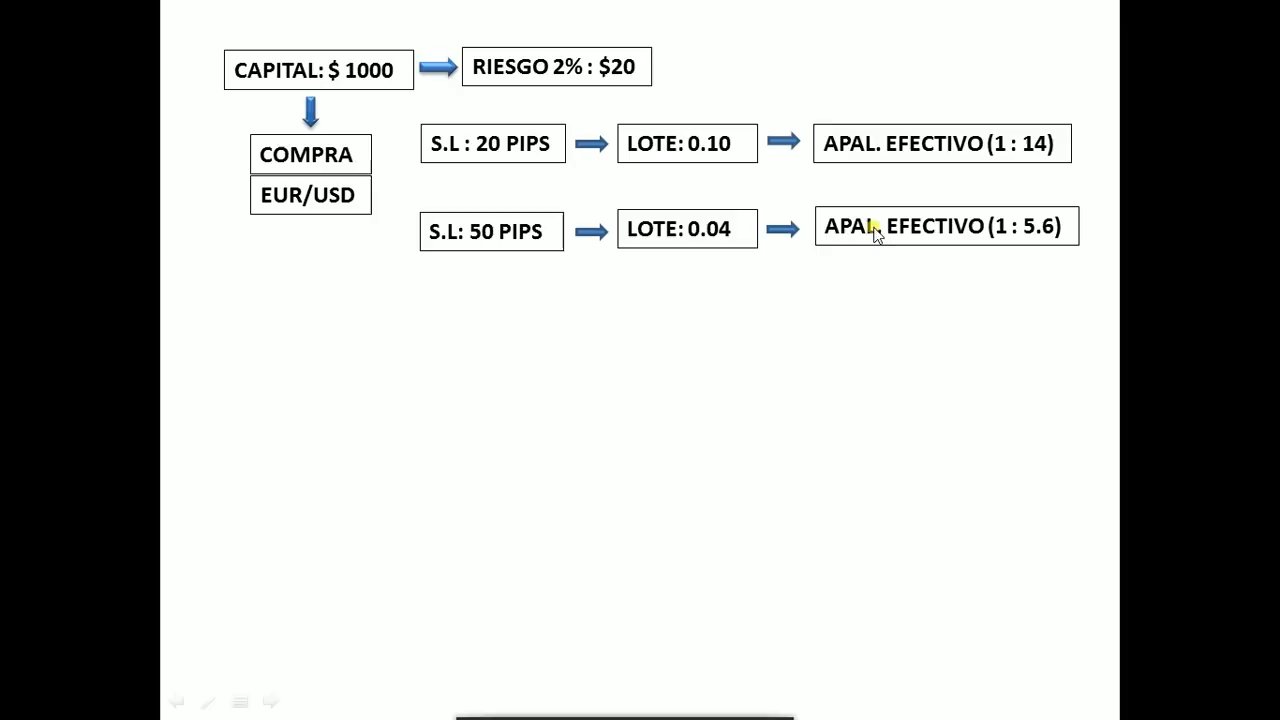 CAPITAL: $ 1000
RIESGO 2% : $20
COMPRA
EUR/USD
S.L : 20 PIPS
LOTE: 0.10
APAL. EFECTIVO (1 : 14)
S.L: 50 PIPS
LOTE: 0.04
APAL. EFECTIVO (1 : 5.6)